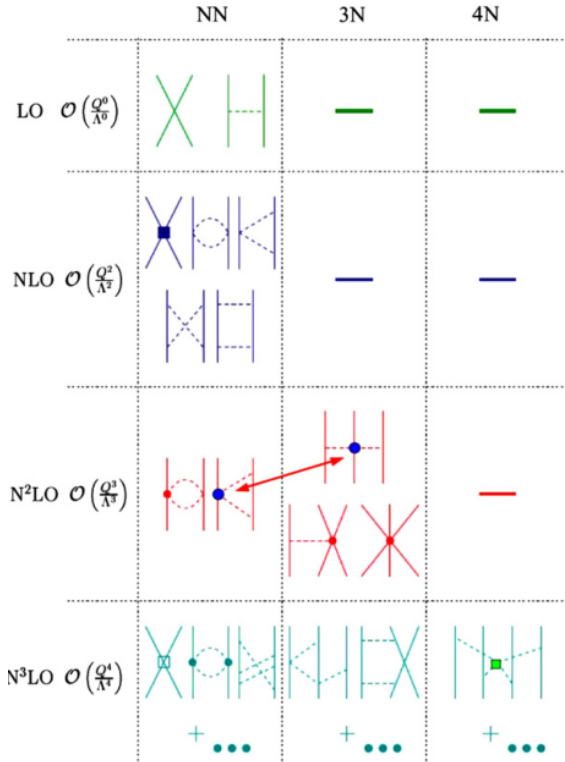 NN 3N 4N
LO O(Q⁰/Λ⁰)
NLO O(Q²/Λ²)
N²LO O(Q³/Λ³)
N³LO O(Q⁴/Λ⁴)
+ ••• + ••• + •••